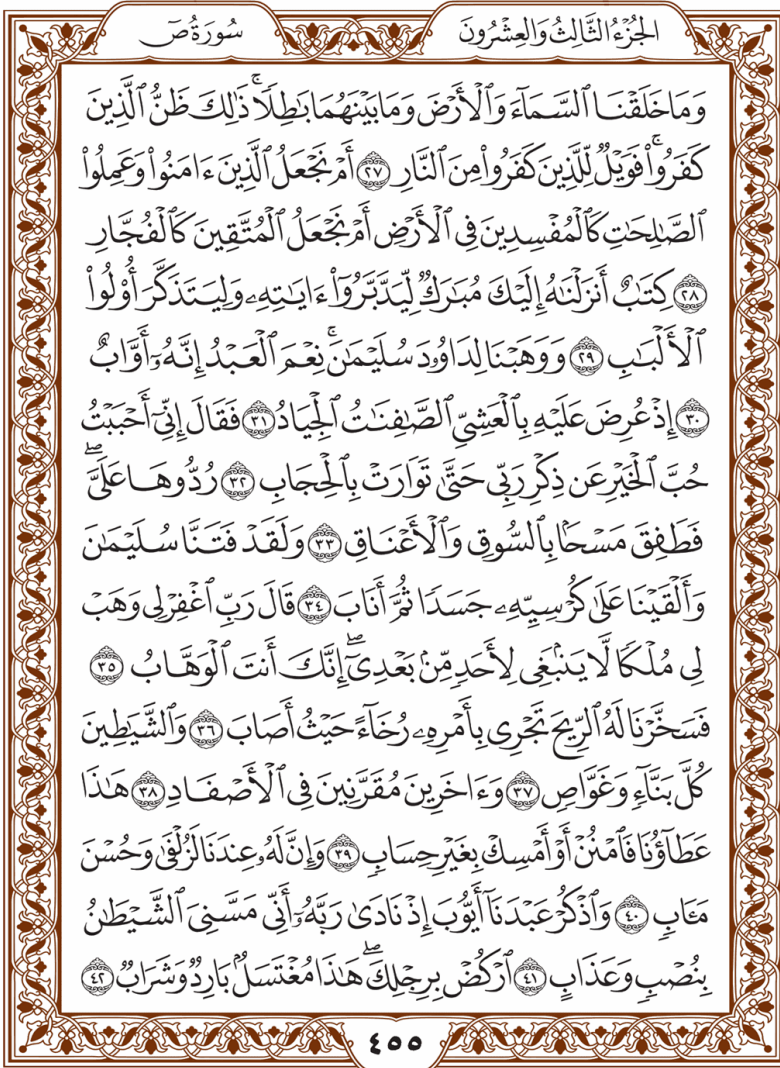 الجُزْءُ الثَّالِثُ وَالعِشْرُونَ سُورَةُ صٓ
وَمَا خَلَقْنَا ٱلسَّمَآءَ وَٱلْأَرْضَ وَمَا بَيْنَهُمَا بَٰطِلًاۚ ذَٰلِكَ ظَنُّ ٱلَّذِينَ
كَفَرُوا۟ۚ فَوَيْلٌ لِّلَّذِينَ كَفَرُوا۟ مِنَ ٱلنَّارِ ٢٧ أَمْ نَجْعَلُ ٱلَّذِينَ ءَامَنُوا۟ وَعَمِلُوا۟
ٱلصَّٰلِحَٰتِ كَٱلْمُفْسِدِينَ فِى ٱلْأَرْضِ أَمْ نَجْعَلُ ٱلْمُتَّقِينَ كَٱلْفُجَّارِ
٢٨ كِتَٰبٌ أَنزَلْنَٰهُ إِلَيْكَ مُبَٰرَكٌ لِّيَدَّبَّرُوٓا۟ ءَايَٰتِهِۦ وَلِيَتَذَكَّرَ أُو۟لُوا۟
ٱلْأَلْبَٰبِ ٢٩ وَوَهَبْنَا لِدَاوُۥدَ سُلَيْمَٰنَۚ نِعْمَ ٱلْعَبْدُ إِنَّهُۥٓ أَوَّابٌ
٣٠ إِذْ عُرِضَ عَلَيْهِ بِٱلْعَشِىِّ ٱلصَّٰفِنَٰتُ ٱلْجِيَادُ ٣١ فَقَالَ إِنِّىٓ أَحْبَبْتُ
حُبَّ ٱلْخَيْرِ عَن ذِكْرِ رَبِّى حَتَّىٰ تَوَارَتْ بِٱلْحِجَابِ ٣٢ رُدُّوهَا عَلَىَّۖ
فَطَفِقَ مَسْحًۢا بِٱلسُّوقِ وَٱلْأَعْنَاقِ ٣٣ وَلَقَدْ فَتَنَّا سُلَيْمَٰنَ
وَأَلْقَيْنَا عَلَىٰ كُرْسِيِّهِۦ جَسَدًا ثُمَّ أَنَابَ ٣٤ قَالَ رَبِّ ٱغْفِرْ لِى وَهَبْ
لِى مُلْكًا لَّا يَنۢبَغِى لِأَحَدٍ مِّنۢ بَعْدِىٓۖ إِنَّكَ أَنتَ ٱلْوَهَّابُ ٣٥
فَسَخَّرْنَا لَهُ ٱلرِّيحَ تَجْرِى بِأَمْرِهِۦ رُخَآءً حَيْثُ أَصَابَ ٣٦ وَٱلشَّيَٰطِينَ
كُلَّ بَنَّآءٍ وَغَوَّاصٍ ٣٧ وَءَاخَرِينَ مُقَرَّنِينَ فِى ٱلْأَصْفَادِ ٣٨ هَٰذَا
عَطَآؤُنَا فَٱمْنُنْ أَوْ أَمْسِكْ بِغَيْرِ حِسَابٍ ٣٩ وَإِنَّ لَهُۥ عِندَنَا لَزُلْفَىٰ وَحُسْنَ
مَـَٔابٍ ٤٠ وَٱذْكُرْ عَبْدَنَآ أَيُّوبَ إِذْ نَادَىٰ رَبَّهُۥٓ أَنِّى مَسَّنِىَ ٱلشَّيْطَٰنُ
بِنُصْبٍ وَعَذَابٍ ٤١ ٱرْكُضْ بِرِجْلِكَۖ هَٰذَا مُغْتَسَلٌۢ بَارِدٌ وَشَرَابٌ ٤٢
٤٥٥